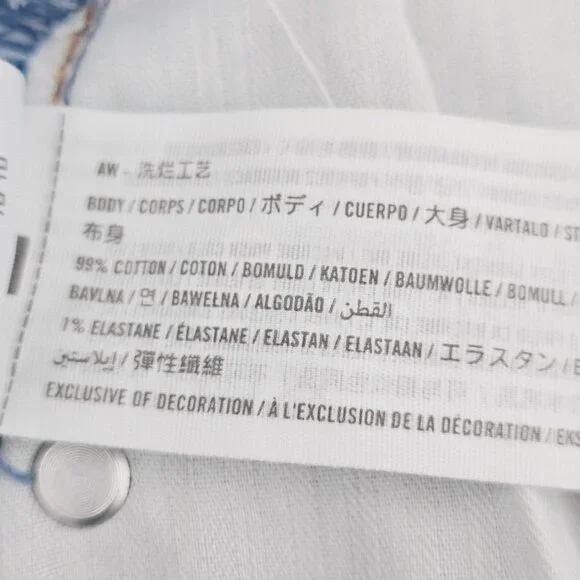 AW - 洗烂工艺
BODY / CORPS / CORPO / ボディ / CUERPO / 大身 / VARTALO / ST
布身
99% COTTON / COTON / BOMULD / KATOEN / BAUMWOLLE / BOMULL /
BAVLNA / 면 / BAWEŁNA / ALGODÃO / القطن
1% ELASTANE / ÉLASTANE / ELASTAN / ELASTAAN / エラスタン / E
إيلاستين / 彈性纖維
EXCLUSIVE OF DECORATION / À L'EXCLUSION DE LA DÉCORATION / EKS